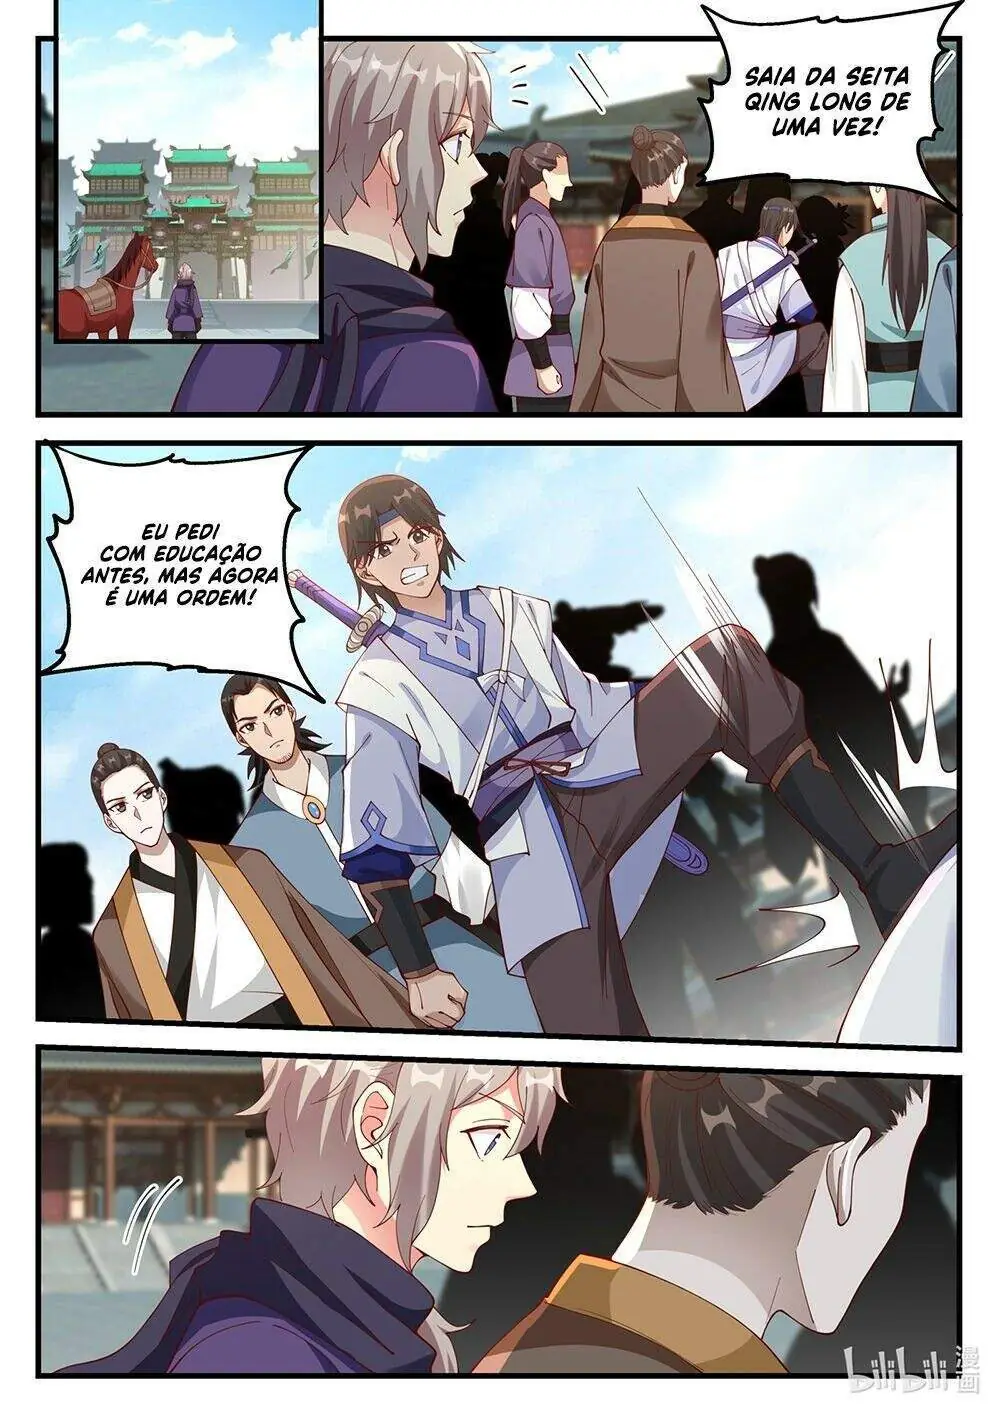 SAIA DA SEITA
QING LONG DE
UMA VEZ!
EU PEDI
COM EDUCAÇÃO
ANTES, MAS AGORA
É UMA ORDEM!
bilibili
漫画